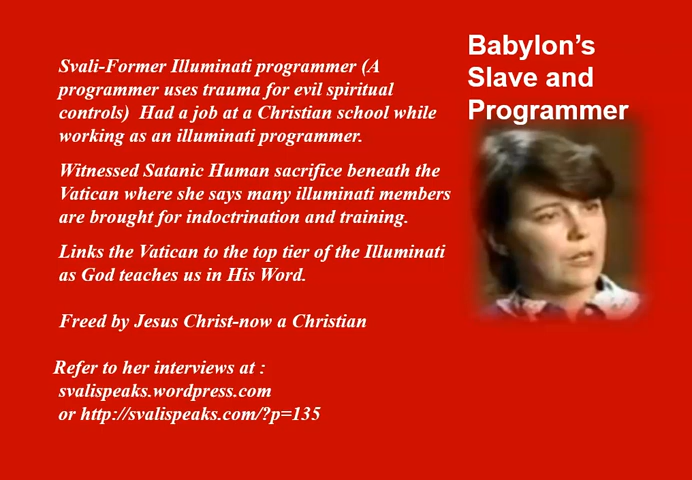 Babylon’s
Slave and
Programmer
Svali-Former Illuminati programmer (A
programmer uses trauma for evil spiritual
controls)  Had a job at a Christian school while
working as an illuminati programmer.
Witnessed Satanic Human sacrifice beneath the
Vatican where she says many illuminati members
are brought for indoctrination and training.
Links the Vatican to the top tier of the Illuminati
as God teaches us in His Word.
Freed by Jesus Christ-now a Christian
Refer to her interviews at :
svalispeaks.wordpress.com
or http://svalispeaks.com/?p=135